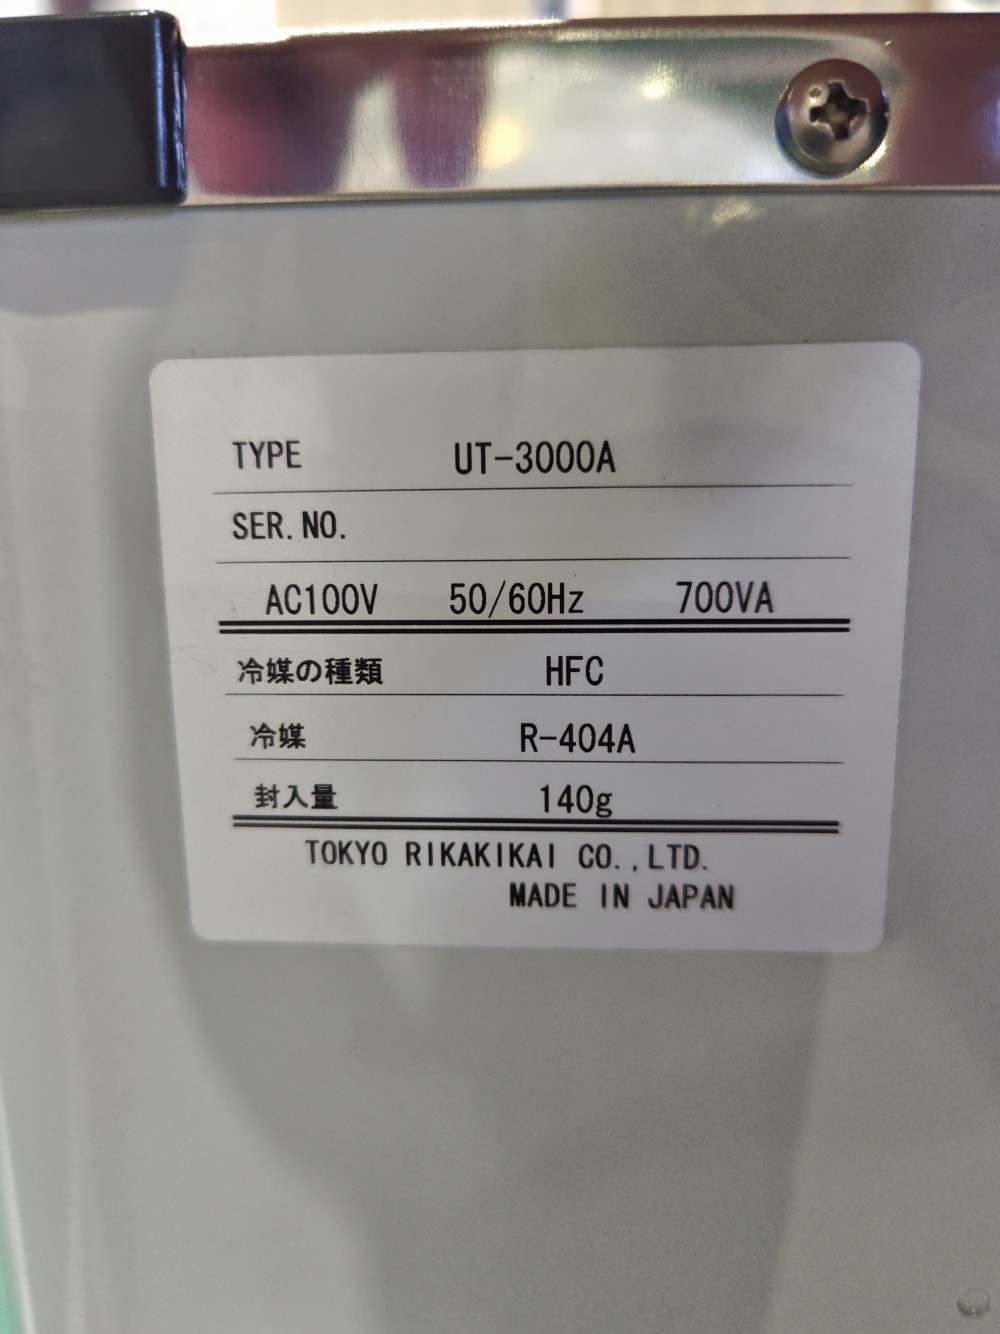 TYPE UT-3000A
SER. NO.
AC100V 50/60Hz 700VA
冷媒の種類 HFC
冷媒 R-404A
封入量 140g
TOKYO RIKAKIKAI CO.,LTD.
MADE IN JAPAN